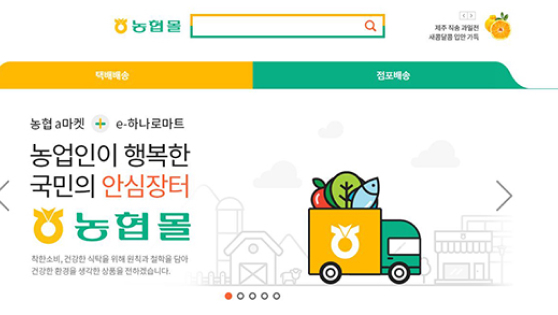 농협몰
제주 직송 과일전
새콤달콤 입안 가득
택배배송
점포배송
농협 a마켓 + e-하나로마트
농업인이 행복한
국민의 안심장터
농협몰
착한소비, 건강한 식탁을 위해 원칙과 철학을 담아
건강한 환경을 생각한 상품을 전하겠습니다.